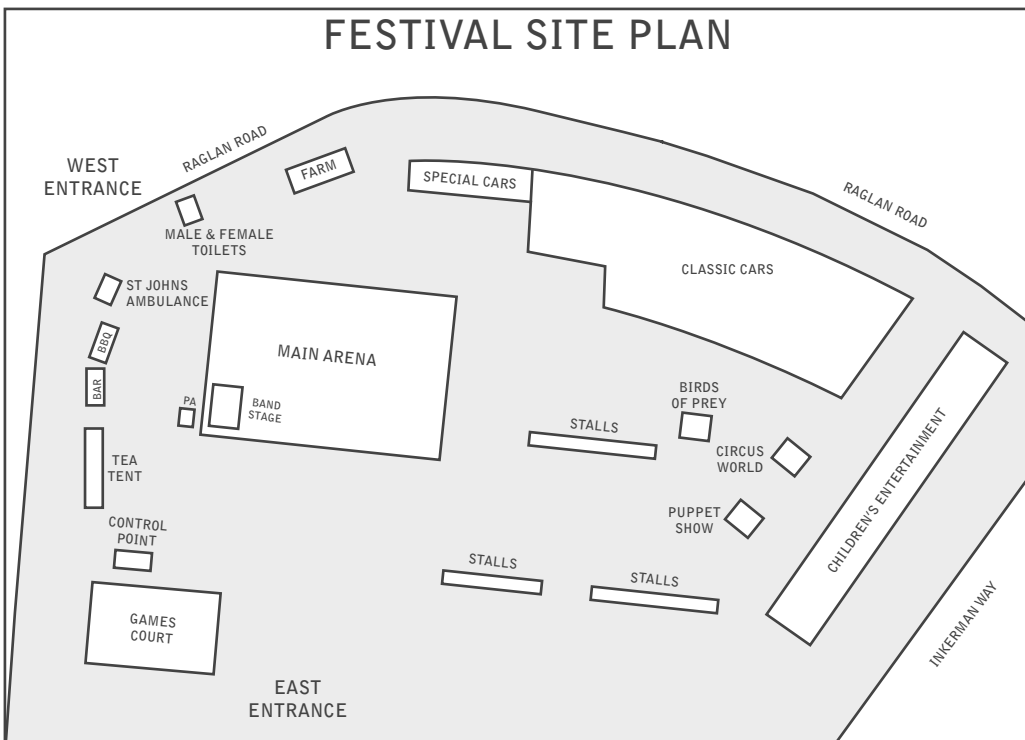 FESTIVAL SITE PLAN
RAGLAN ROAD
WEST
ENTRANCE
FARM
SPECIAL CARS
RAGLAN ROAD
MALE & FEMALE
TOILETS
CLASSIC CARS
ST JOHNS
AMBULANCE
BBQ
MAIN ARENA
BAR
PA
BAND
STAGE
BIRDS
OF PREY
STALLS
CIRCUS
WORLD
TEA
TENT
CHILDREN'S ENTERTAINMENT
PUPPET
SHOW
CONTROL
POINT
STALLS
STALLS
GAMES
COURT
INKERMAN WAY
EAST
ENTRANCE